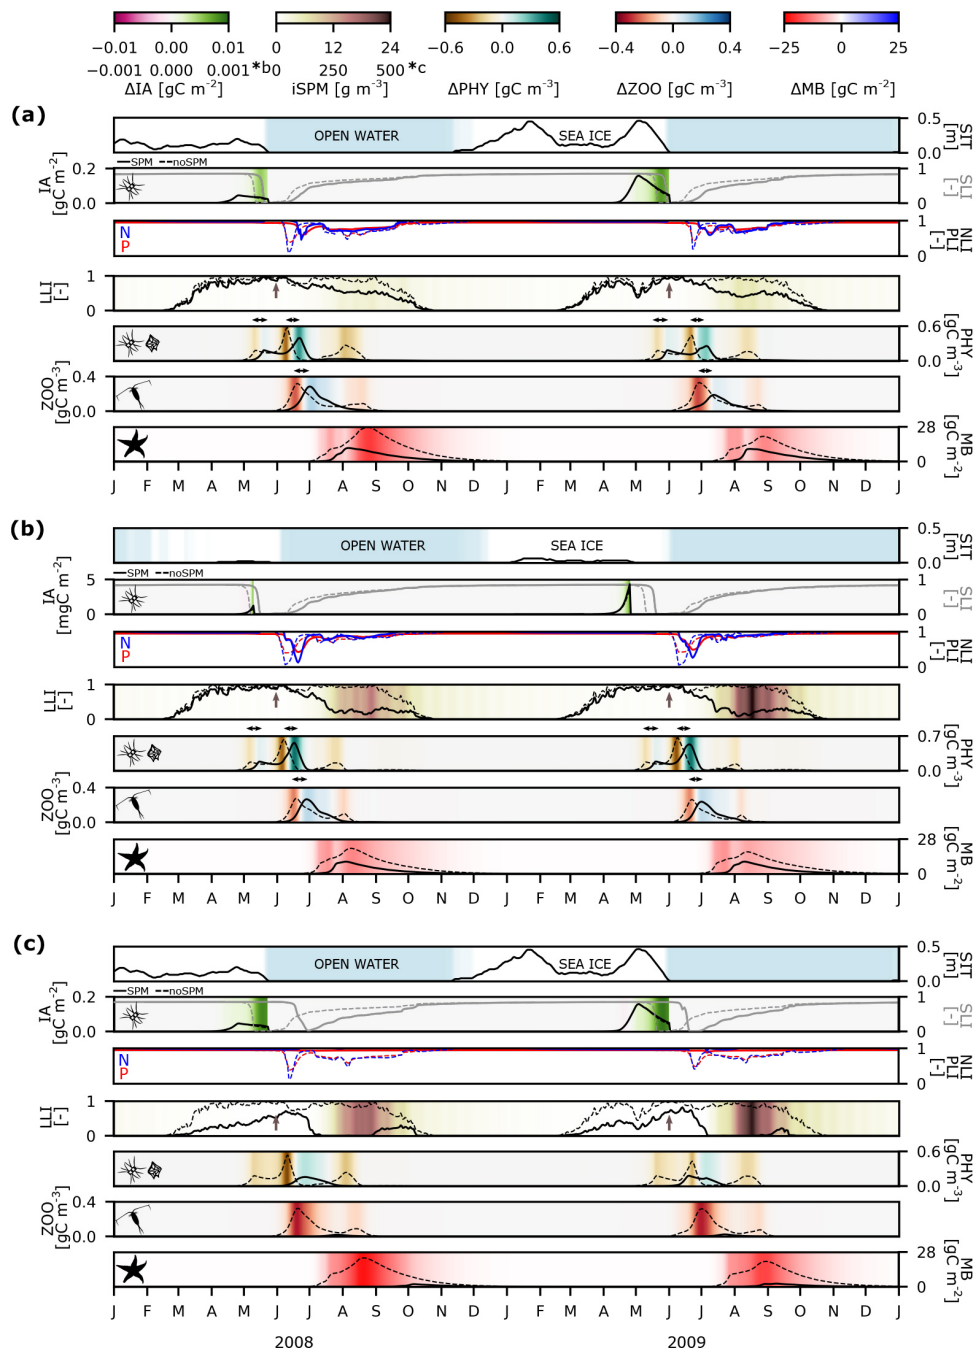 −0.01 0.00 0.01 0 12 24 −0.6 0.0 0.6 −0.4 0.0 0.4 −25 0 25
−0.001 0.000 0.001*b 0 250 500*c
ΔIA [gC m-2] iSPM [g m-3] ΔPHY [gC m-3] ΔZOO [gC m-3] ΔMB [gC m-2]
(a)
OPEN WATER SEA ICE 0.5 0.0 SIT [m]
SPM noSPM
IA [gC m-2] 0.2 0.0 1 0 SLI [-]
N P 1 0 NLI PLI [-]
LLI [-] 1 0
0.6 0.0 PHY [gC m-3]
ZOO [gC m-3] 0.4 0.0
28 0 MB [gC m-2]
J F M A M J J A S O N D J F M A M J J A S O N D J
(b)
OPEN WATER SEA ICE 0.5 0.0 SIT [m]
SPM noSPM
IA [mgC m-2] 5 0 1 0 SLI [-]
N P 1 0 NLI PLI [-]
LLI [-] 1 0
0.7 0.0 PHY [gC m-3]
ZOO [gC m-3] 0.4 0.0
28 0 MB [gC m-2]
J F M A M J J A S O N D J F M A M J J A S O N D J
(c)
OPEN WATER SEA ICE 0.5 0.0 SIT [m]
SPM noSPM
IA [gC m-2] 0.2 0.0 1 0 SLI [-]
N P 1 0 NLI PLI [-]
LLI [-] 1 0
0.6 0.0 PHY [gC m-3]
ZOO [gC m-3] 0.4 0.0
28 0 MB [gC m-2]
J F M A M J J A S O N D J F M A M J J A S O N D J
2008 2009